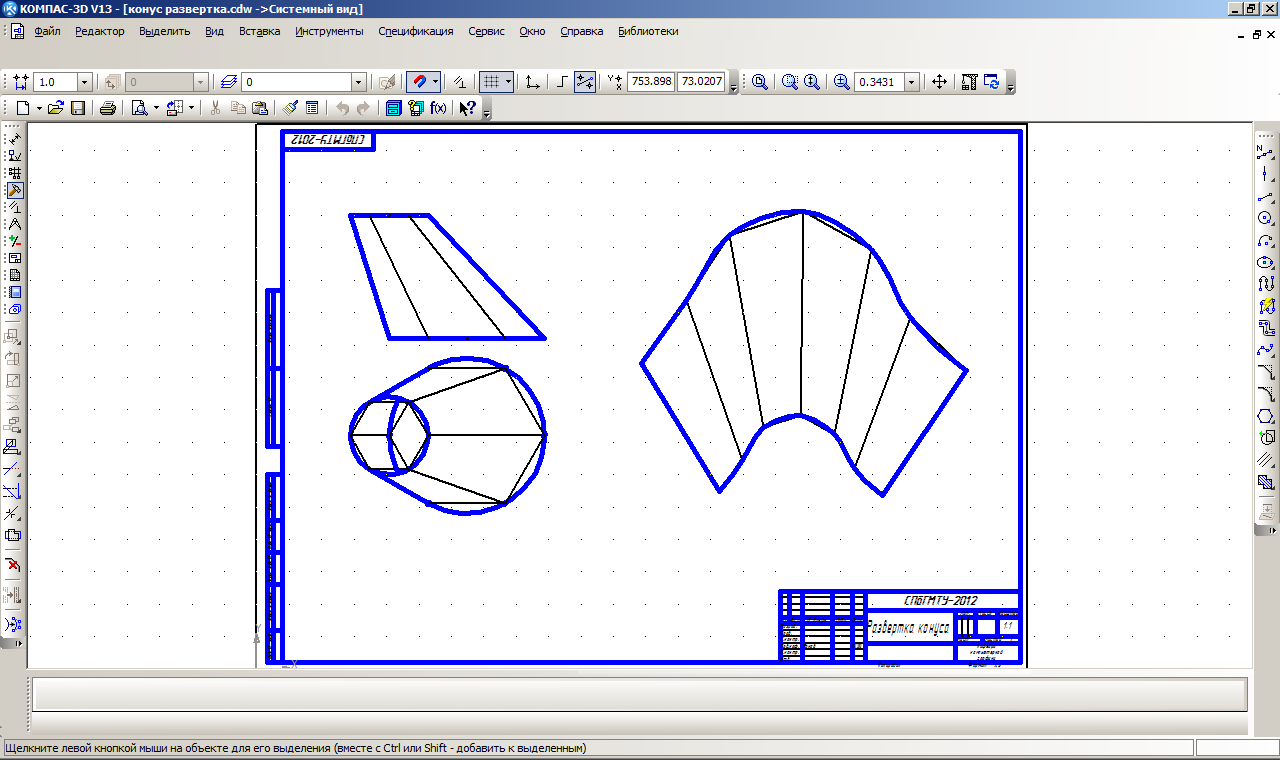 КОМПАС-3D V13 - [конус развертка.cdw ->Системный вид]
Файл Редактор Выделить Вид Вставка Инструменты Спецификация Сервис Окно Справка Библиотеки
1.0 0 0 753.898 73.0207 0.3431
f(x)
СПбГМТУ-2012
СПбГМТУ-2012
Развертка конуса
1:1
Щелкните левой кнопкой мыши на объекте для его выделения (вместе с Ctrl или Shift - добавить к выделенным)